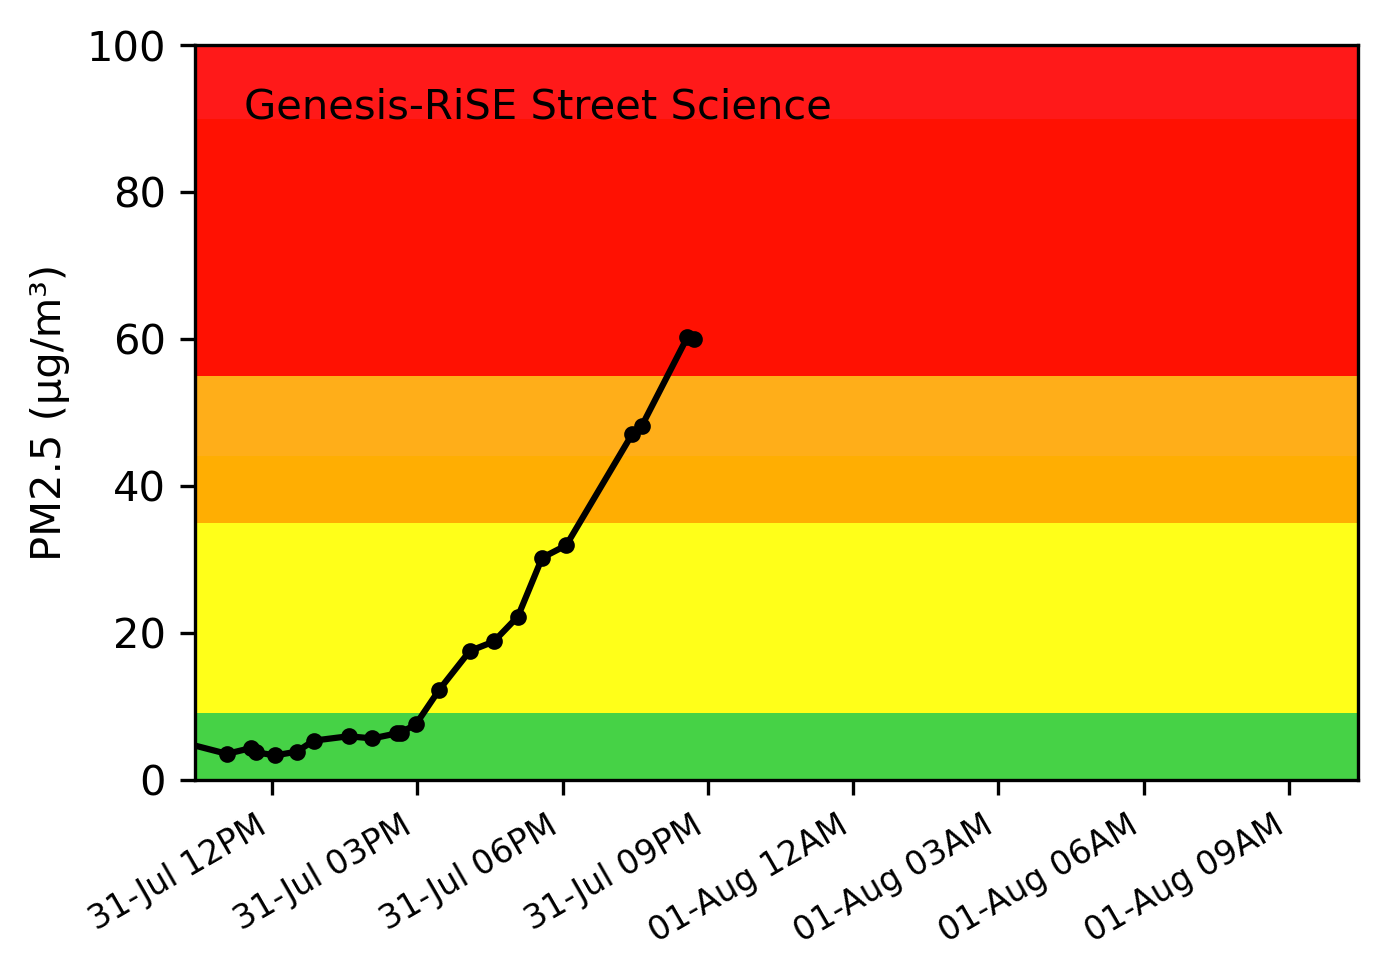 Genesis-RiSE Street Science
PM2.5 (µg/m³)
100
80
60
40
20
0
31-Jul 12PM
31-Jul 03PM
31-Jul 06PM
31-Jul 09PM
01-Aug 12AM
01-Aug 03AM
01-Aug 06AM
01-Aug 09AM